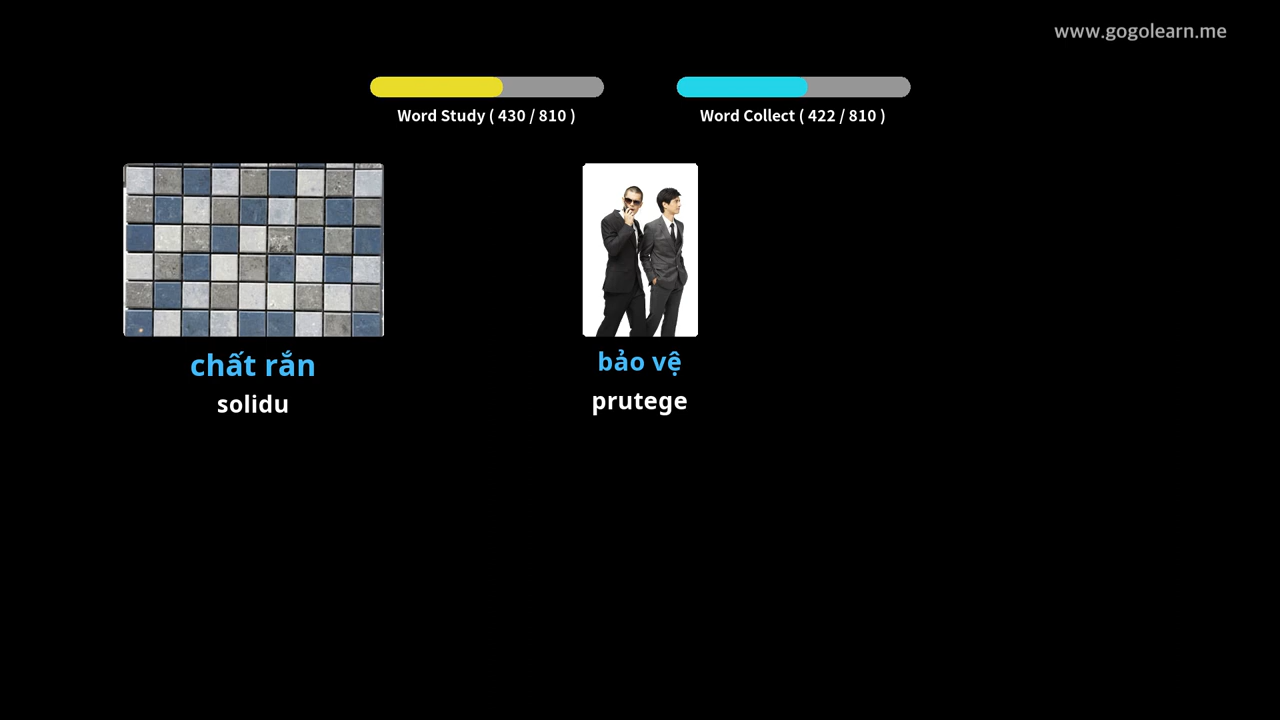 www.gogolearn.me
Word Study ( 430 / 810 )
Word Collect ( 422 / 810 )
chất rắn
solidu
bảo vệ
prutege